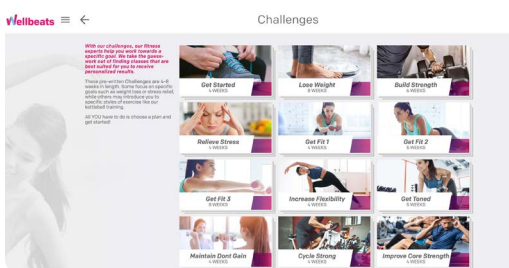 Wellbeats
Challenges
With our challenges, our fitness
experts help you work towards a
specific goal. We take the guess-
work out of finding classes that are
best suited for you to receive
personalized results.
These pre-written Challenges are 4-8
weeks in length. Some focus on specific
goals such as weight loss or stress relief,
while others may introduce you to
specific styles of exercise like our
kettlebell training.
All YOU have to do is choose a plan and
get started!
Get Started
4 WEEKS
Lose Weight
8 WEEKS
Build Strength
6 WEEKS
Relieve Stress
4 WEEKS
Get Fit 1
4 WEEKS
Get Fit 2
5 WEEKS
Get Fit 3
6 WEEKS
Increase Flexibility
4 WEEKS
Get Toned
5 WEEKS
Maintain Dont Gain
6 WEEKS
Cycle Strong
4 WEEKS
Improve Core Strength
4 WEEKS